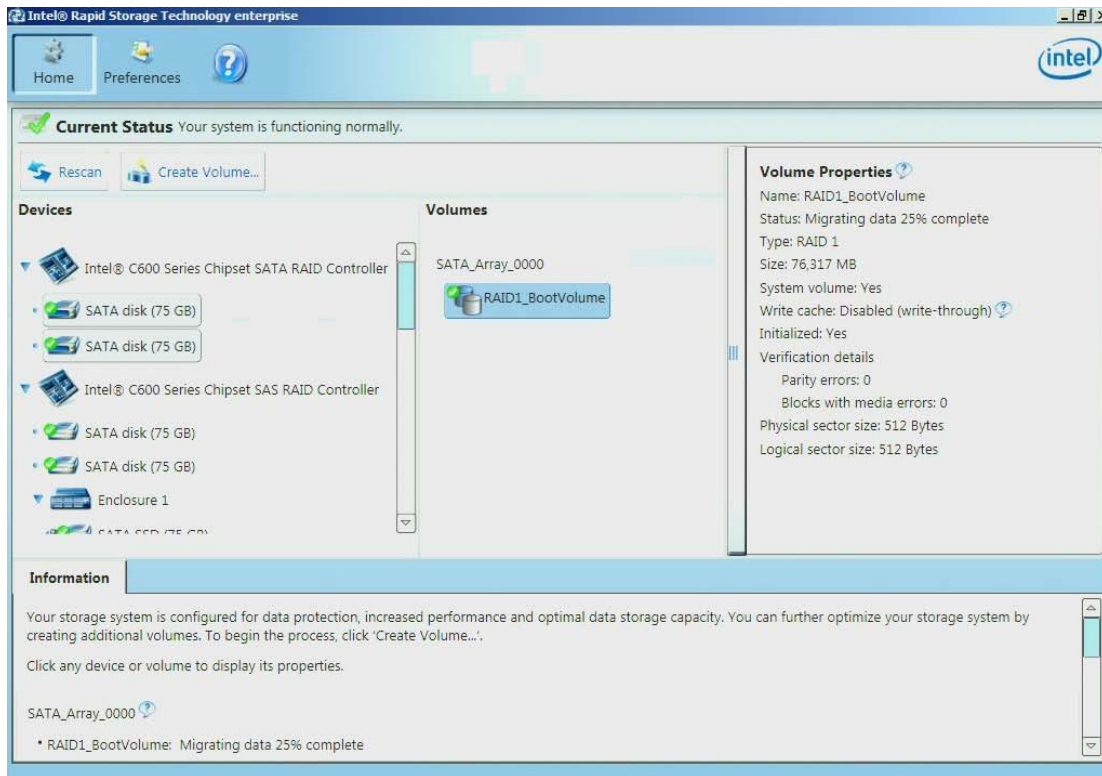 Intel® Rapid Storage Technology enterprise
Home
Preferences
?
intel
Current Status Your system is functioning normally.
Rescan
Create Volume...
Devices
Intel® C600 Series Chipset SATA RAID Controller
SATA disk (75 GB)
SATA disk (75 GB)
Intel® C600 Series Chipset SAS RAID Controller
SATA disk (75 GB)
SATA disk (75 GB)
Enclosure 1
SATA SSD (75 GB)
Volumes
SATA_Array_0000
RAID1_BootVolume
Volume Properties ?
Name: RAID1_BootVolume
Status: Migrating data 25% complete
Type: RAID 1
Size: 76,317 MB
System volume: Yes
Write cache: Disabled (write-through) ?
Initialized: Yes
Verification details
Parity errors: 0
Blocks with media errors: 0
Physical sector size: 512 Bytes
Logical sector size: 512 Bytes
Information
Your storage system is configured for data protection, increased performance and optimal data storage capacity. You can further optimize your storage system by
creating additional volumes. To begin the process, click 'Create Volume...'.
Click any device or volume to display its properties.
SATA_Array_0000 ?
• RAID1_BootVolume: Migrating data 25% complete